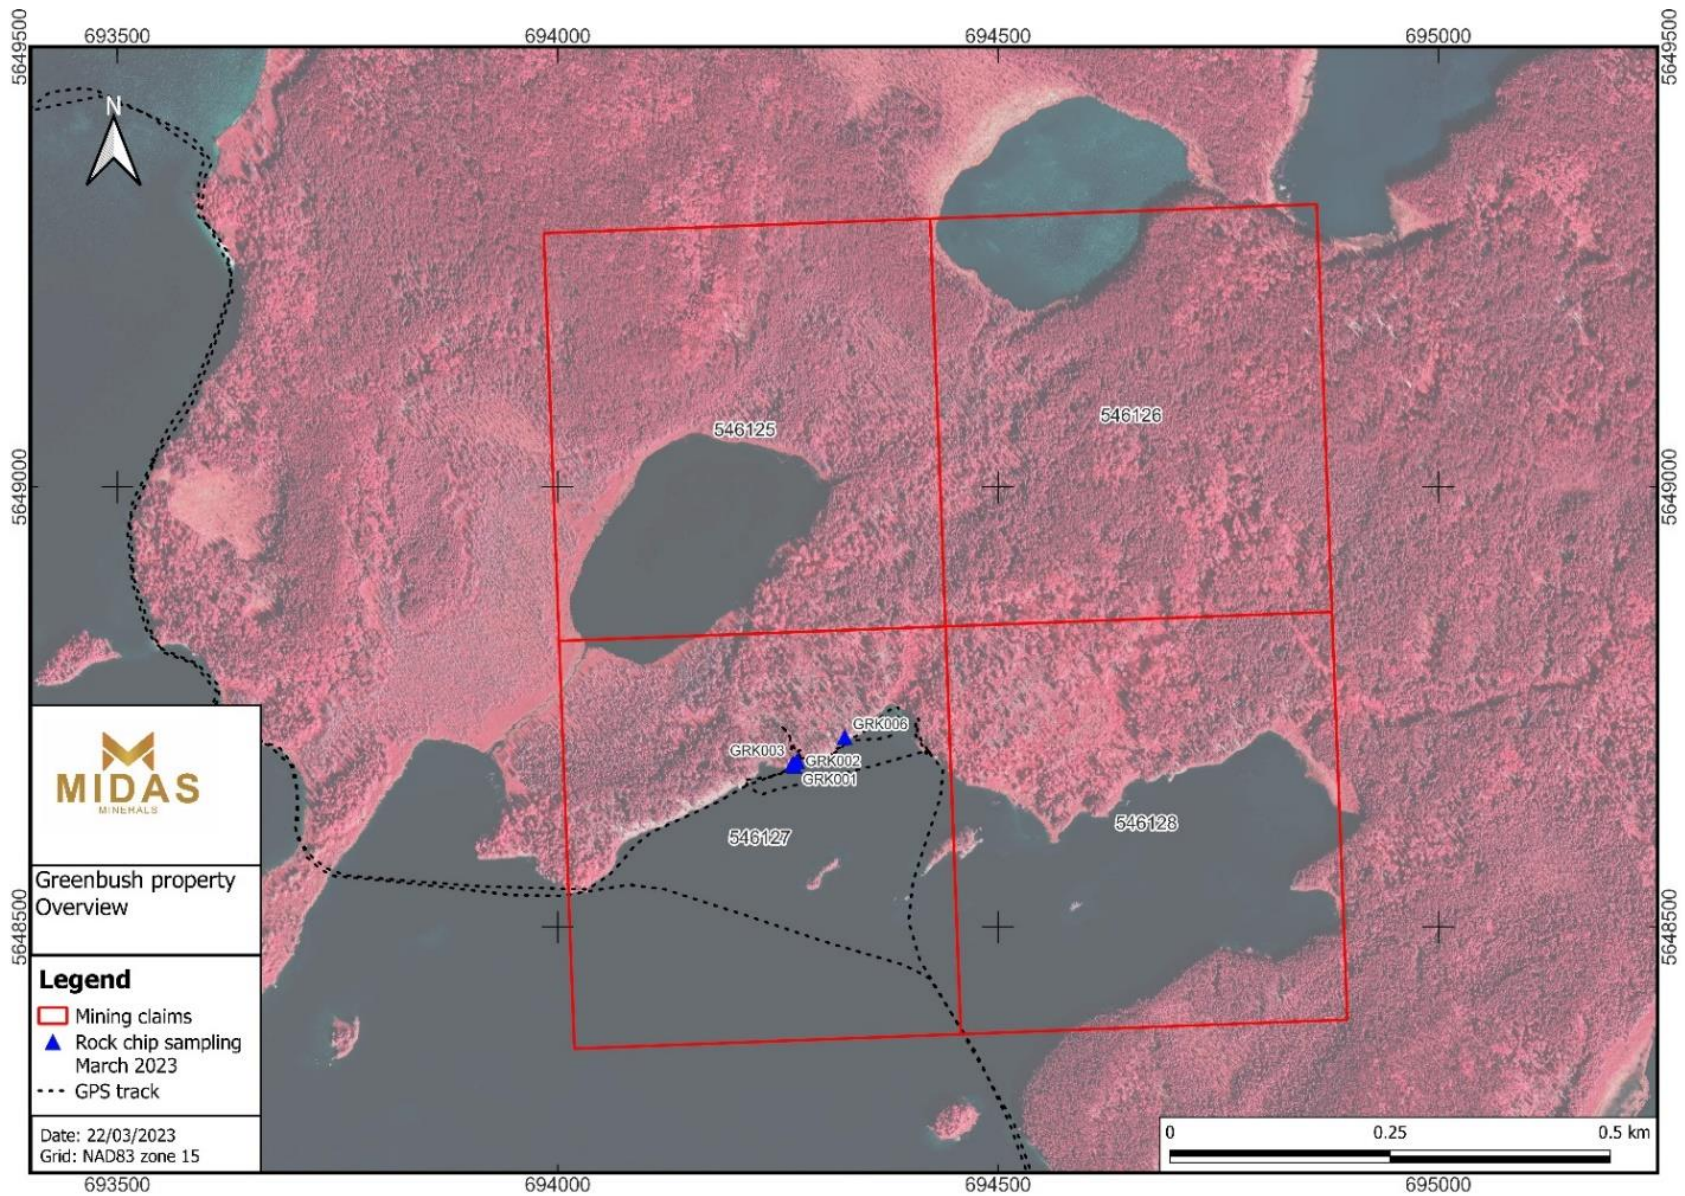 693500
694000
694500
695000
5649500
5649500
N
546125
546126
5649000
5649000
GRK006
GRK003
GRK002
GRK001
546127
546128
5648500
5648500
MIDAS
MINERALS
Greenbush property
Overview
Legend
Mining claims
Rock chip sampling
March 2023
GPS track
Date: 22/03/2023
Grid: NAD83 zone 15
0 0.25 0.5 km
693500
694000
694500
695000